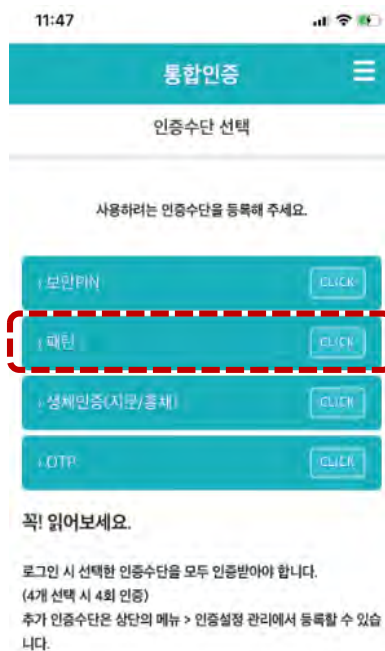 11:47
통합인증
인증수단 선택
사용하려는 인증수단을 등록해 주세요.
› 보안PIN CLICK
› 패턴 CLICK
› 생체인증(지문/홍채) CLICK
› OTP CLICK
꼭! 읽어보세요.
로그인 시 선택한 인증수단을 모두 인증받아야 합니다.
(4개 선택 시 4회 인증)
추가 인증수단은 상단의 메뉴 > 인증설정 관리에서 등록할 수 있습
니다.